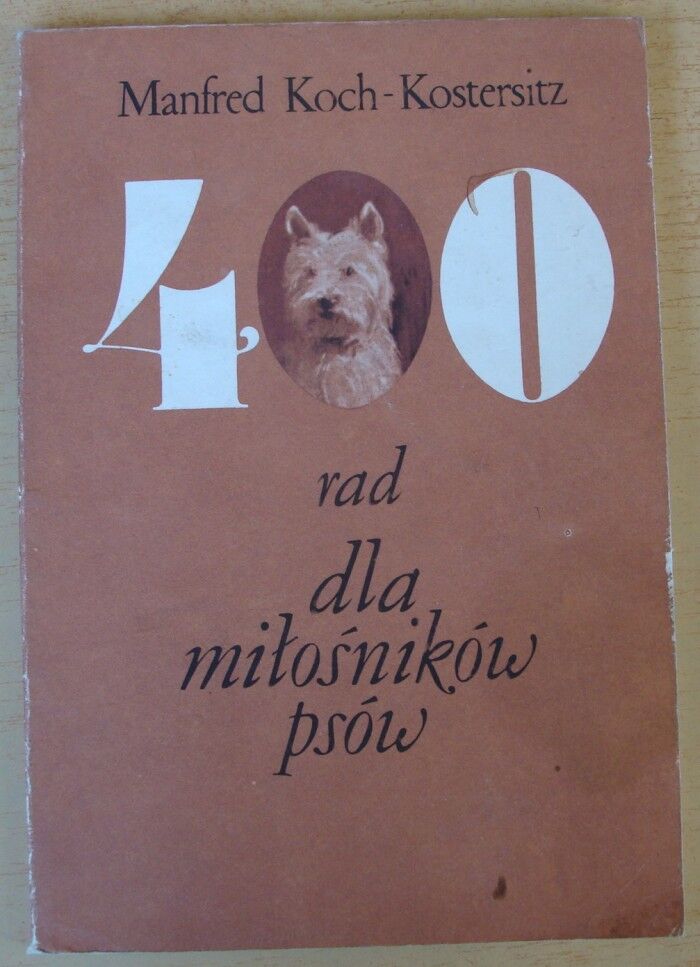 Manfred Koch-Kostersitz
400
rad
dla
miłośników
psów